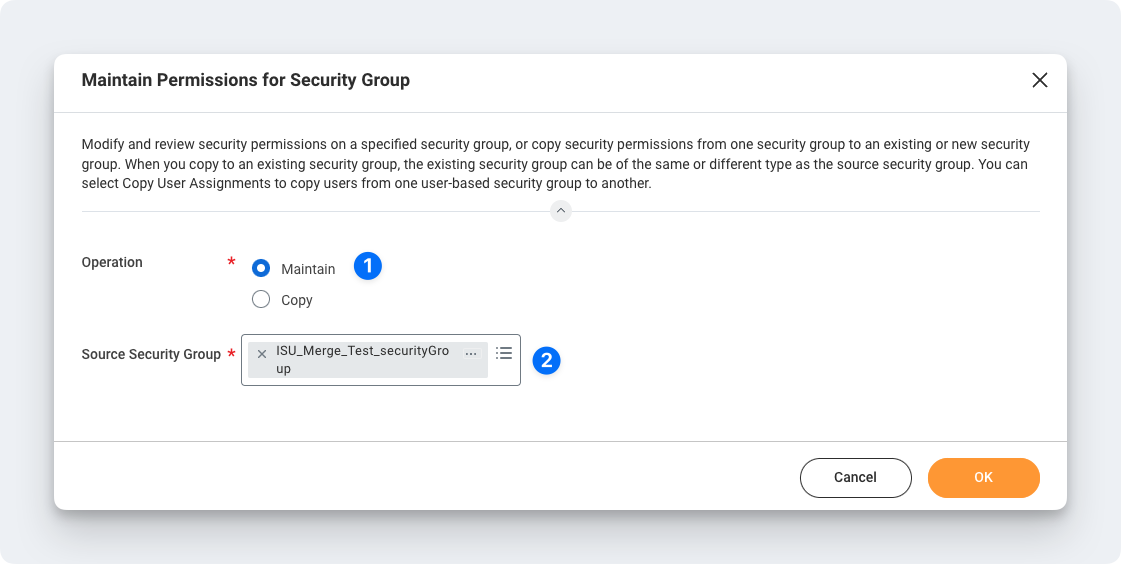 Maintain Permissions for Security Group
Modify and review security permissions on a specified security group, or copy security permissions from one security group to an existing or new security
group. When you copy to an existing security group, the existing security group can be of the same or different type as the source security group. You can
select Copy User Assignments to copy users from one user-based security group to another.
Operation *
Maintain 1
Copy
Source Security Group *
ISU_Merge_Test_securityGro
up
2
Cancel
OK